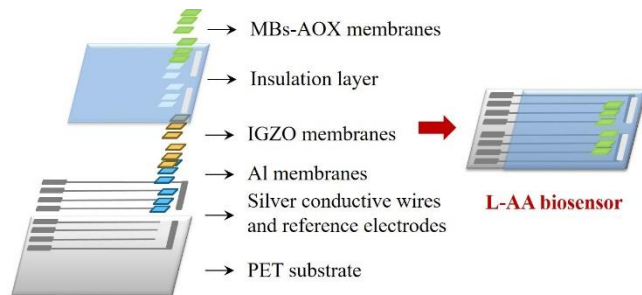 MBs-AOX membranes
Insulation layer
IGZO membranes
Al membranes
Silver conductive wires
and reference electrodes
PET substrate
L-AA biosensor